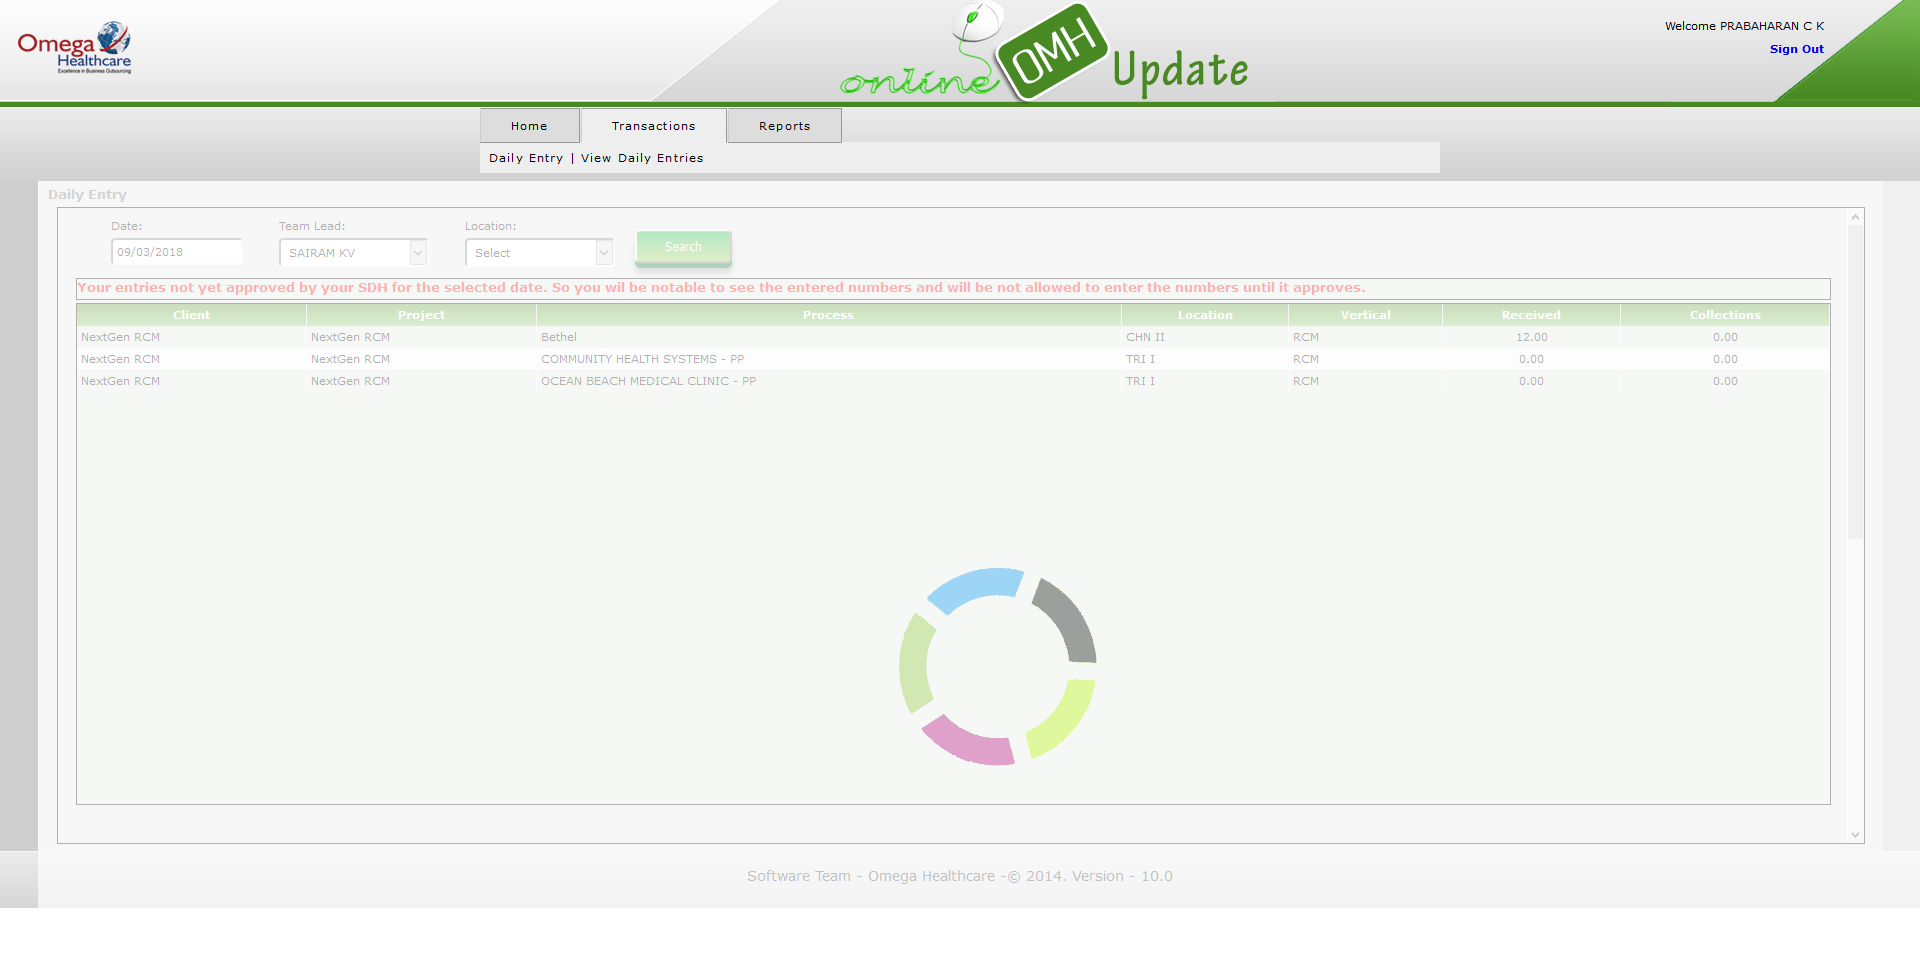 Omega
Healthcare
Excellence in Business Outsourcing
online OMH Update
Welcome PRABAHARAN C K
Sign Out
Home Transactions Reports
Daily Entry | View Daily Entries
Daily Entry
Date: Team Lead: Location:
09/03/2018 SAIRAM KV Select Search
Your entries not yet approved by your SDH for the selected date. So you wil be notable to see the entered numbers and will be not allowed to enter the numbers until it approves.
Client Project Process Location Vertical Received Collections
NextGen RCM NextGen RCM Bethel CHN II RCM 12.00 0.00
NextGen RCM NextGen RCM COMMUNITY HEALTH SYSTEMS - PP TRI I RCM 0.00 0.00
NextGen RCM NextGen RCM OCEAN BEACH MEDICAL CLINIC - PP TRI I RCM 0.00 0.00
Software Team - Omega Healthcare -© 2014. Version - 10.0